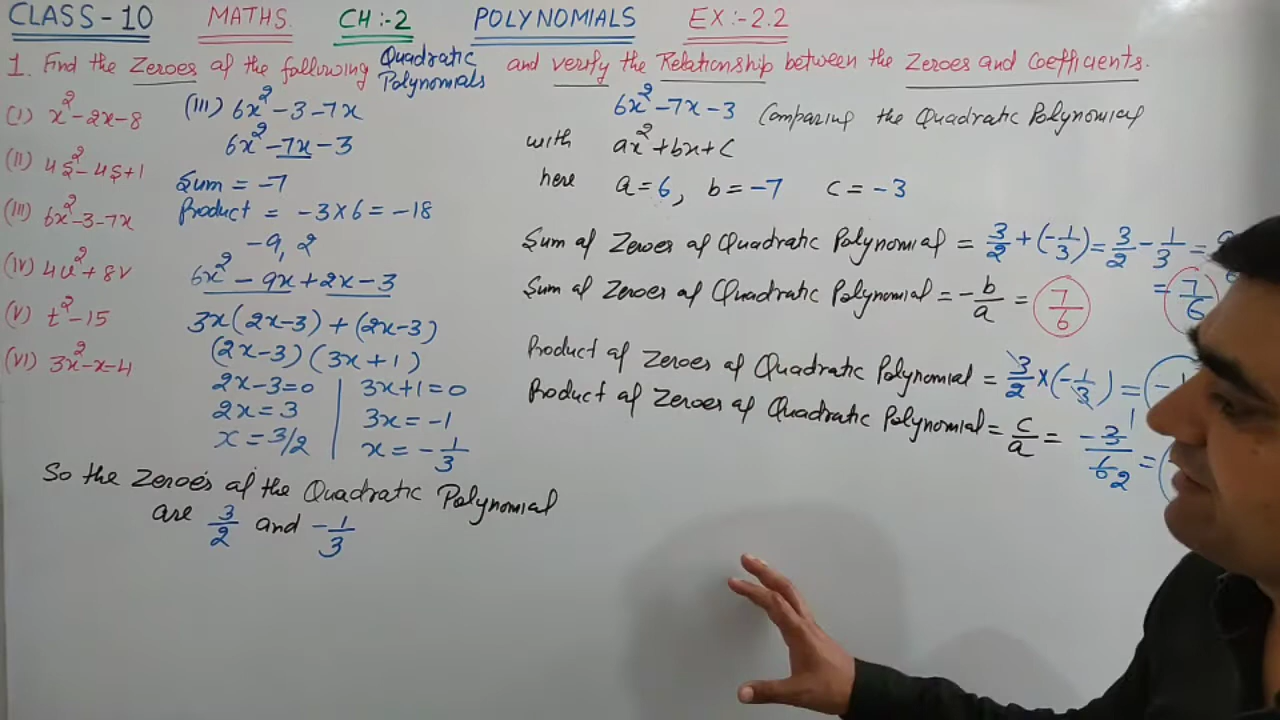 CLASS-10 MATHS. CH:-2 POLYNOMIALS EX:-2.2
1. Find the Zeroes of the following Quadratic Polynomials and verify the Relationship between the Zeroes and Coefficients.
(I) x² - 2x - 8
(II) 4s² - 4s + 1
(III) 6x² - 3 - 7x
(IV) 4u² + 8v
(V) t² - 15
(VI) 3x² - x - 4
(III) 6x² - 3 - 7x
6x² - 7x - 3
Sum = -7
Product = -3×6 = -18
-9, 2
6x² - 9x + 2x - 3
3x(2x-3) + (2x-3)
(2x-3) (3x+1)
2x-3=0 | 3x+1=0
2x=3 | 3x = -1
x = 3/2 | x = -1/3
So the Zeroes of the Quadratic Polynomial
are 3/2 and -1/3
6x² - 7x - 3 Comparing the Quadratic Polynomial
with ax² + bx + c
here a=6, b=-7 c=-3
Sum of Zeroes of Quadratic Polynomial = 3/2 + (-1/3) = 3/2 - 1/3 =
= 7/6
Sum of Zeroes of Quadratic Polynomial = -b/a = 7/6
Product of Zeroes of Quadratic Polynomial = 3/2 × (-1/3) =
Product of Zeroes of Quadratic Polynomial = c/a = -3 1/6 2 =